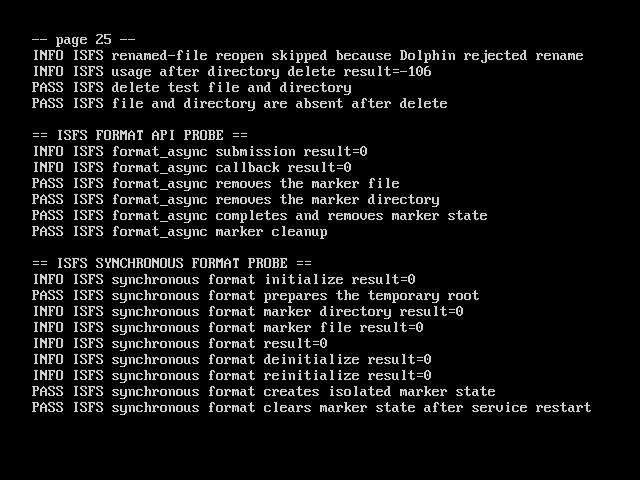 -- page 25 --
INFO ISFS renamed-file reopen skipped because Dolphin rejected rename
INFO ISFS usage after directory delete result=-106
PASS ISFS delete test file and directory
PASS ISFS file and directory are absent after delete

== ISFS FORMAT API PROBE ==
INFO ISFS format_async submission result=0
INFO ISFS format_async callback result=0
PASS ISFS format_async removes the marker file
PASS ISFS format_async removes the marker directory
PASS ISFS format_async completes and removes marker state
PASS ISFS format_async marker cleanup

== ISFS SYNCHRONOUS FORMAT PROBE ==
INFO ISFS synchronous format initialize result=0
PASS ISFS synchronous format prepares the temporary root
INFO ISFS synchronous format marker directory result=0
INFO ISFS synchronous format marker file result=0
INFO ISFS synchronous format result=0
INFO ISFS synchronous format deinitialize result=0
INFO ISFS synchronous format reinitialize result=0
PASS ISFS synchronous format creates isolated marker state
PASS ISFS synchronous format clears marker state after service restart